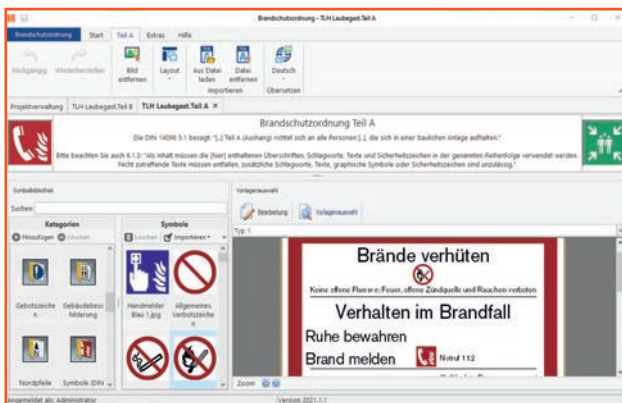 Brandschutzordnung - TLH Laubegast.Teil A
Brandschutzordnung Start Teil A Extras Hilfe
Rückgängig Wiederherstellen Bild entfernen Layout Aus Datei laden Datei entfernen Deutsch
Importieren Übersetzen
Projektverwaltung TLH Laubegast.Teil B TLH Laubegast.Teil A ×
Brandschutzordnung Teil A
Die DIN 14096 5.1 besagt: "[..] Teil A (Aushang) richtet sich an alle Personen [..], die sich in einer baulichen Anlage aufhalten."
Bitte beachten Sie auch 6.1.3: "Als Inhalt müssen die [hier] enthaltenen Überschriften, Schlagworte, Texte und Sicherheitszeichen in der genannten Reihenfolge verwendet werden.
Nicht zutreffende Texte müssen entfallen, zusätzliche Schlagworte, Texte, graphische Symbole oder Sicherheitszeichen sind unzulässig."
Symbolbibliothek
Suchen:
Kategorien
Hinzufügen Löschen
Gebotszeichen
Gebäudebeschilderung
Nordpfeile
Symbole (DIN
Symbole
Löschen Importieren
Handmelder Blau 1.jpg
Allgemeines Verbotszeichen
Vorlagenauswahl
Bearbeitung Vorlagenauswahl
Typ 1
Brände verhüten
Keine offene Flamme; Feuer, offene Zündquelle und Rauchen verboten
Verhalten im Brandfall
Ruhe bewahren
Brand melden Notruf 112
Zoom
Angemeldet als: Administrator Version 2021.1.1